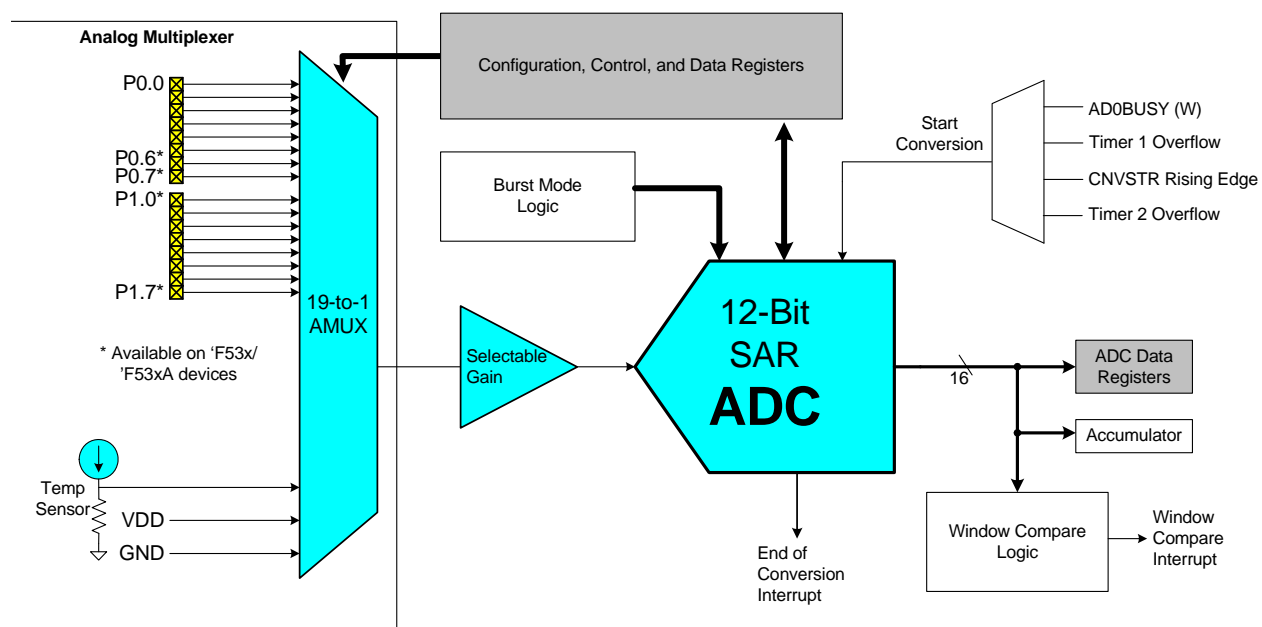 Analog Multiplexer
P0.0
P0.6*
P0.7*
P1.0*
P1.7*
19-to-1
AMUX
* Available on ‘F53x/
’F53xA devices
Temp
Sensor
VDD
GND
Configuration, Control, and Data Registers
Burst Mode
Logic
Start
Conversion
AD0BUSY (W)
Timer 1 Overflow
CNVSTR Rising Edge
Timer 2 Overflow
Selectable
Gain
12-Bit
SAR
ADC
16
ADC Data
Registers
Accumulator
Window Compare
Logic
Window
Compare
Interrupt
End of
Conversion
Interrupt